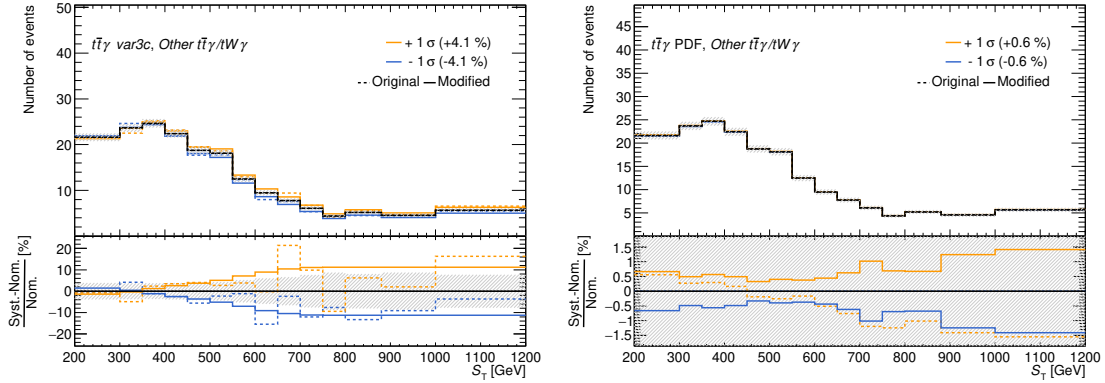 Number of events
50
40
30
20
10
tt̄γ var3c, Other tt̄γ/tWγ
+ 1 σ (+4.1 %)
- 1 σ (-4.1 %)
Original Modified
Syst.-Nom. [%]
Nom.
20
10
0
−10
−20
200 300 400 500 600 700 800 900 1000 1100 1200
S_T [GeV]
Number of events
45
40
35
30
25
20
15
10
5
tt̄γ PDF, Other tt̄γ/tWγ
+ 1 σ (+0.6 %)
- 1 σ (-0.6 %)
Original Modified
Syst.-Nom. [%]
Nom.
1.5
1.0
0.5
0.0
−0.5
−1.0
−1.5
200 300 400 500 600 700 800 900 1000 1100 1200
S_T [GeV]